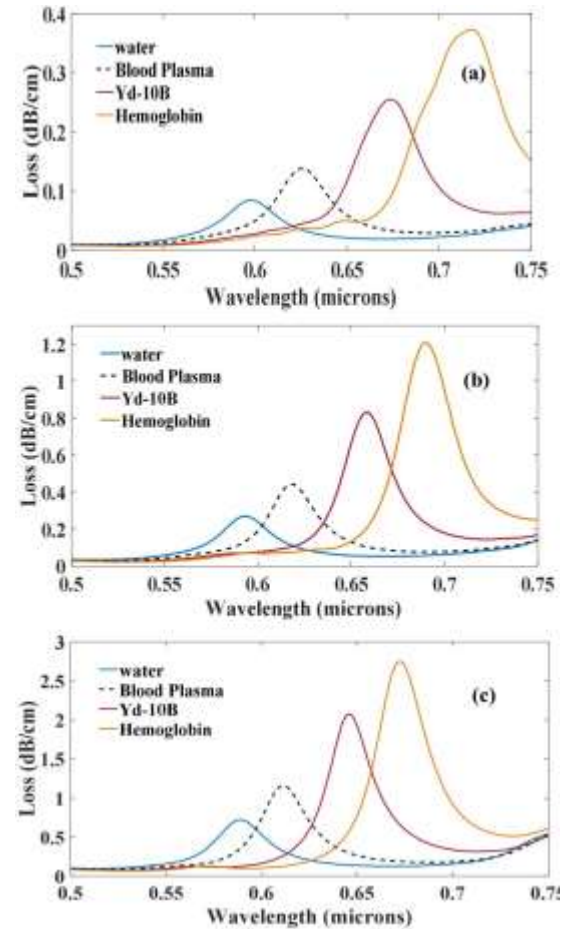 0.4
0.3
0.2
0.1
0
Loss (dB/cm)
water
Blood Plasma
Yd-10B
Hemoglobin
(a)
0.5 0.55 0.6 0.65 0.7 0.75
Wavelength (microns)
1.2
1
0.8
0.6
0.4
0.2
0
Loss (dB/cm)
water
Blood Plasma
Yd-10B
Hemoglobin
(b)
0.5 0.55 0.6 0.65 0.7 0.75
Wavelength (microns)
3
2.5
2
1.5
1
0.5
0
Loss (dB/cm)
water
Blood Plasma
Yd-10B
Hemoglobin
(c)
0.5 0.55 0.6 0.65 0.7 0.75
Wavelength (microns)